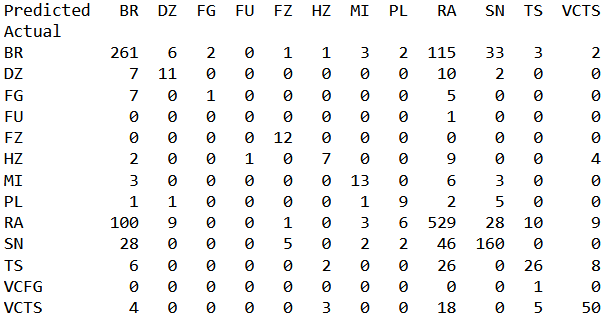 Predicted BR DZ FG FU FZ HZ MI PL RA SN TS VCTS
Actual
BR 261 6 2 0 1 1 3 2 115 33 3 2
DZ 7 11 0 0 0 0 0 0 10 2 0 0
FG 7 0 1 0 0 0 0 0 5 0 0 0
FU 0 0 0 0 0 0 0 0 1 0 0 0
FZ 0 0 0 0 12 0 0 0 0 0 0 0
HZ 2 0 0 1 0 7 0 0 9 0 0 4
MI 3 0 0 0 0 0 13 0 6 3 0 0
PL 1 1 0 0 0 0 1 9 2 5 0 0
RA 100 9 0 0 1 0 3 6 529 28 10 9
SN 28 0 0 0 5 0 2 2 46 160 0 0
TS 6 0 0 0 0 2 0 0 26 0 26 8
VCFG 0 0 0 0 0 0 0 0 0 0 1 0
VCTS 4 0 0 0 0 3 0 0 18 0 5 50